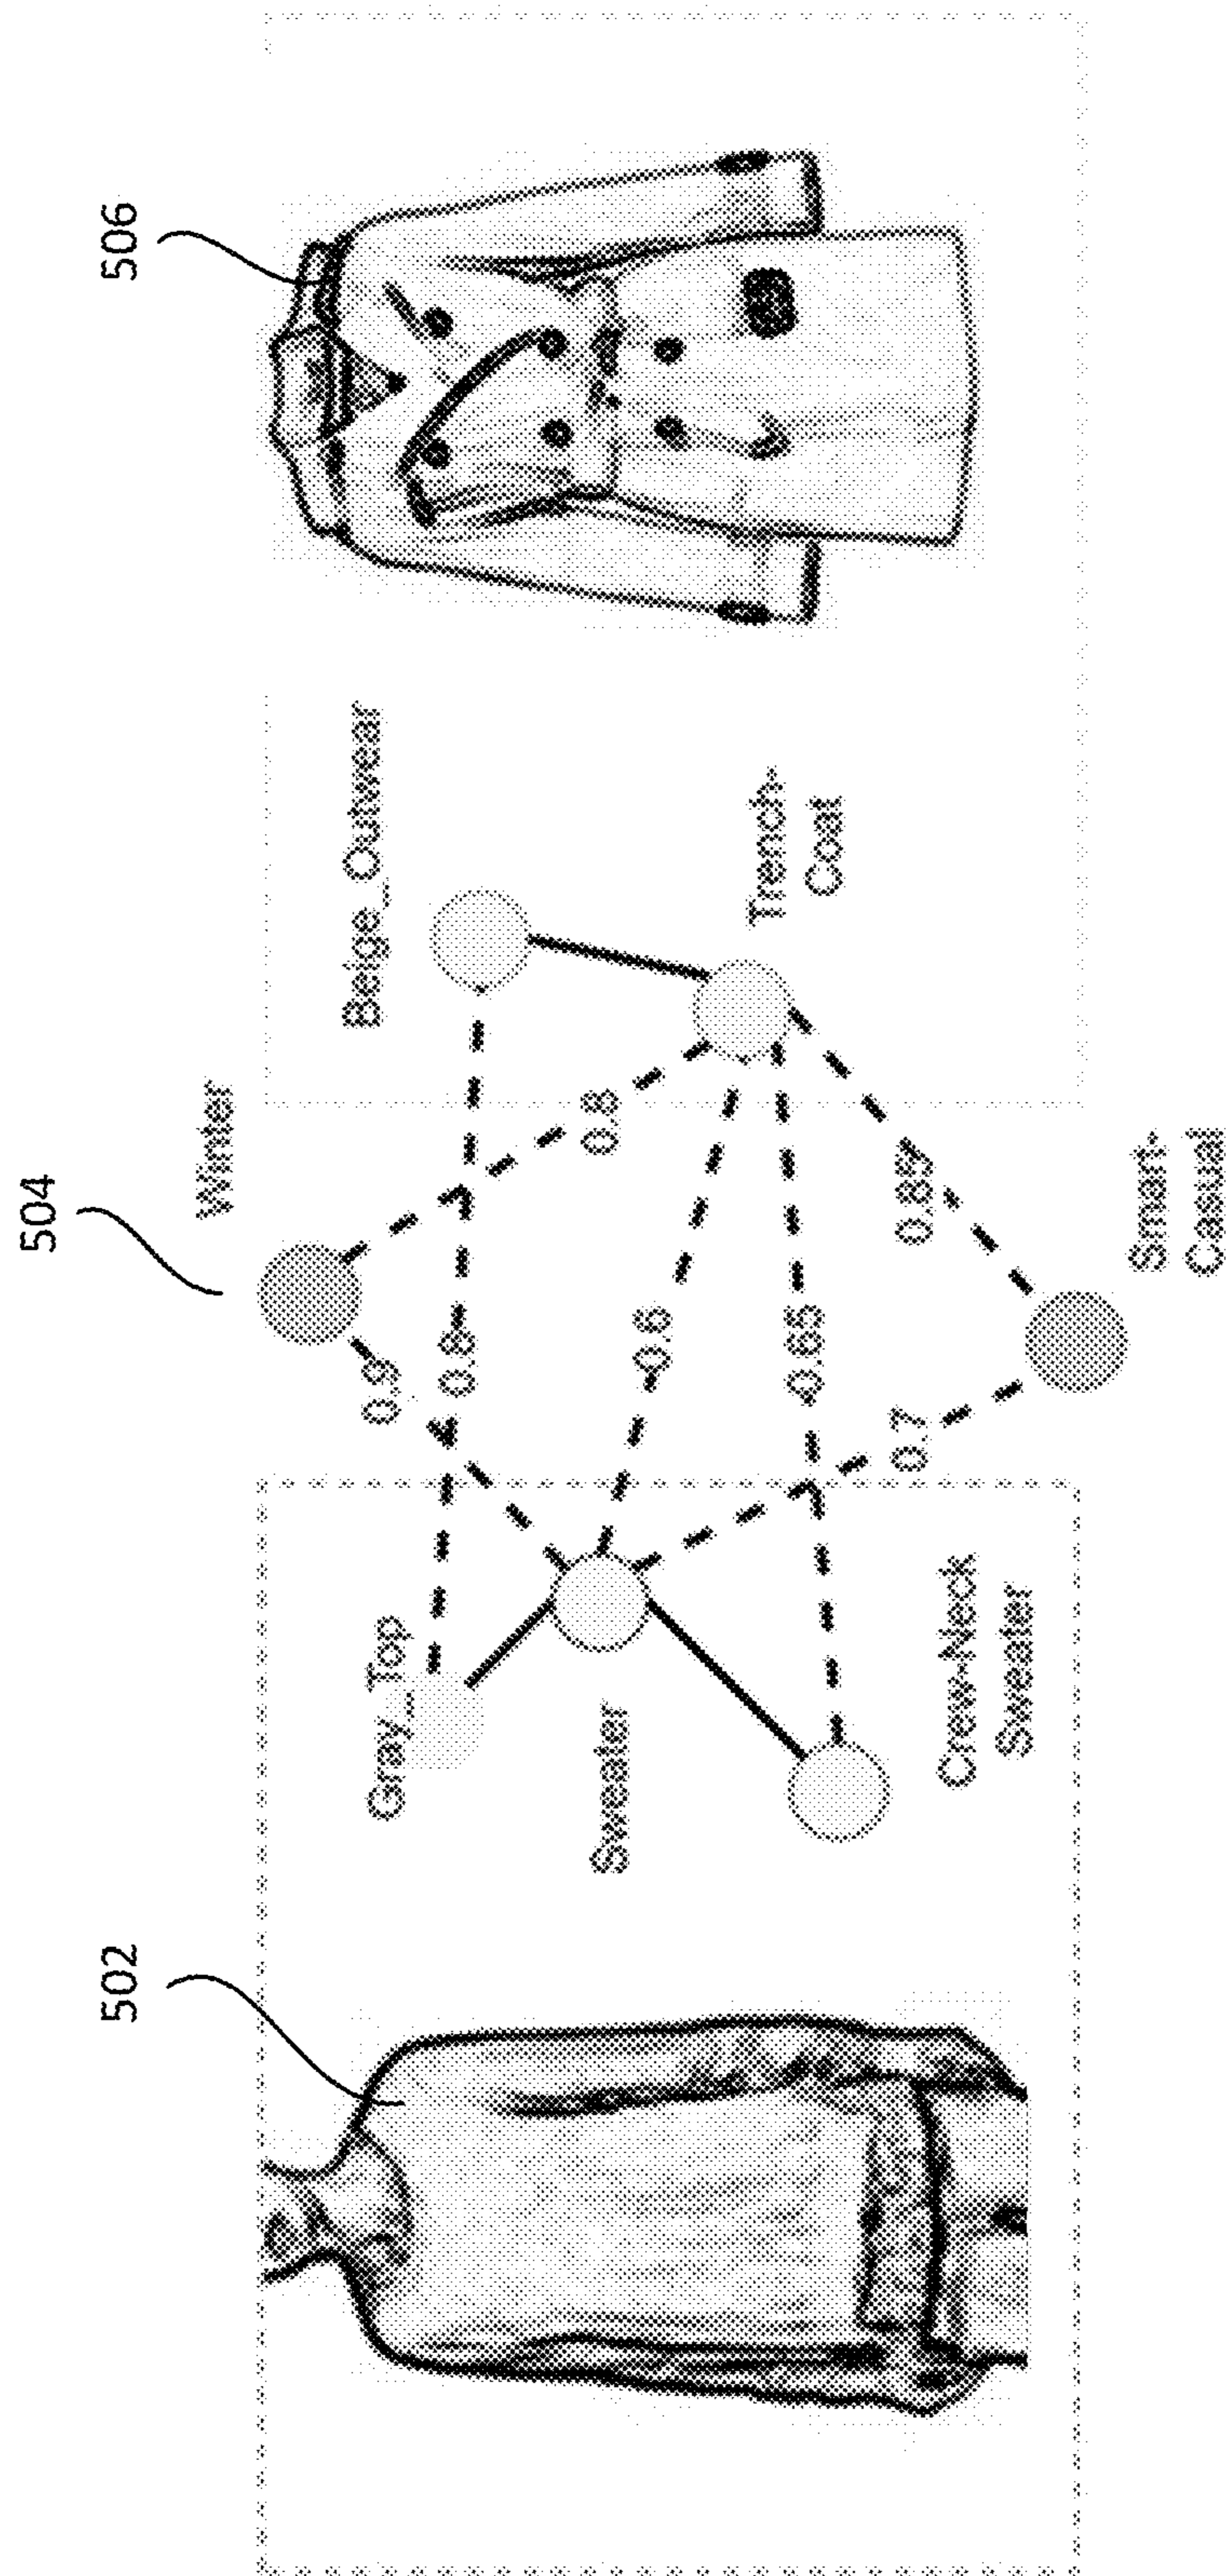 502
504
506
Winter
Gray_Top
Beige_Outwear
0.9
0.8
0.8
Sweater
0.6
Trench-
Coat
0.65
0.85
0.7
Crew-Neck
Sweater
Smart-
Casual